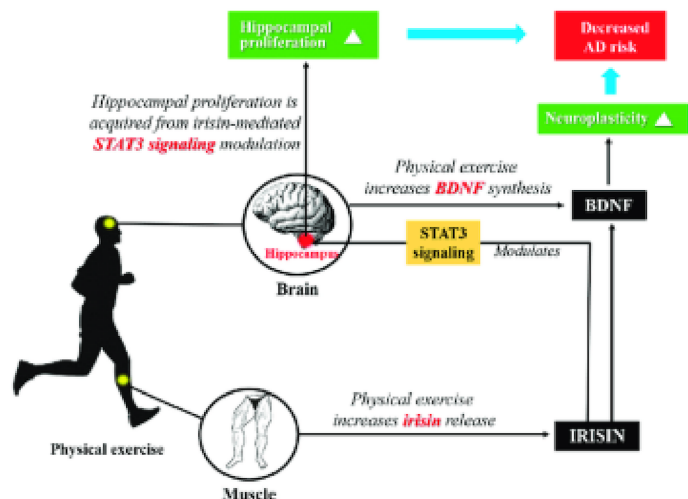 Hippocampal
proliferation
Decreased
AD risk
Hippocampal proliferation is
acquired from irisin-mediated
STAT3 signaling modulation
Neuroplasticity
Physical exercise
increases BDNF synthesis
BDNF
STAT3
signaling
Modulates
Hippocampus
Brain
Physical exercise
increases irisin release
IRISIN
Physical exercise
Muscle